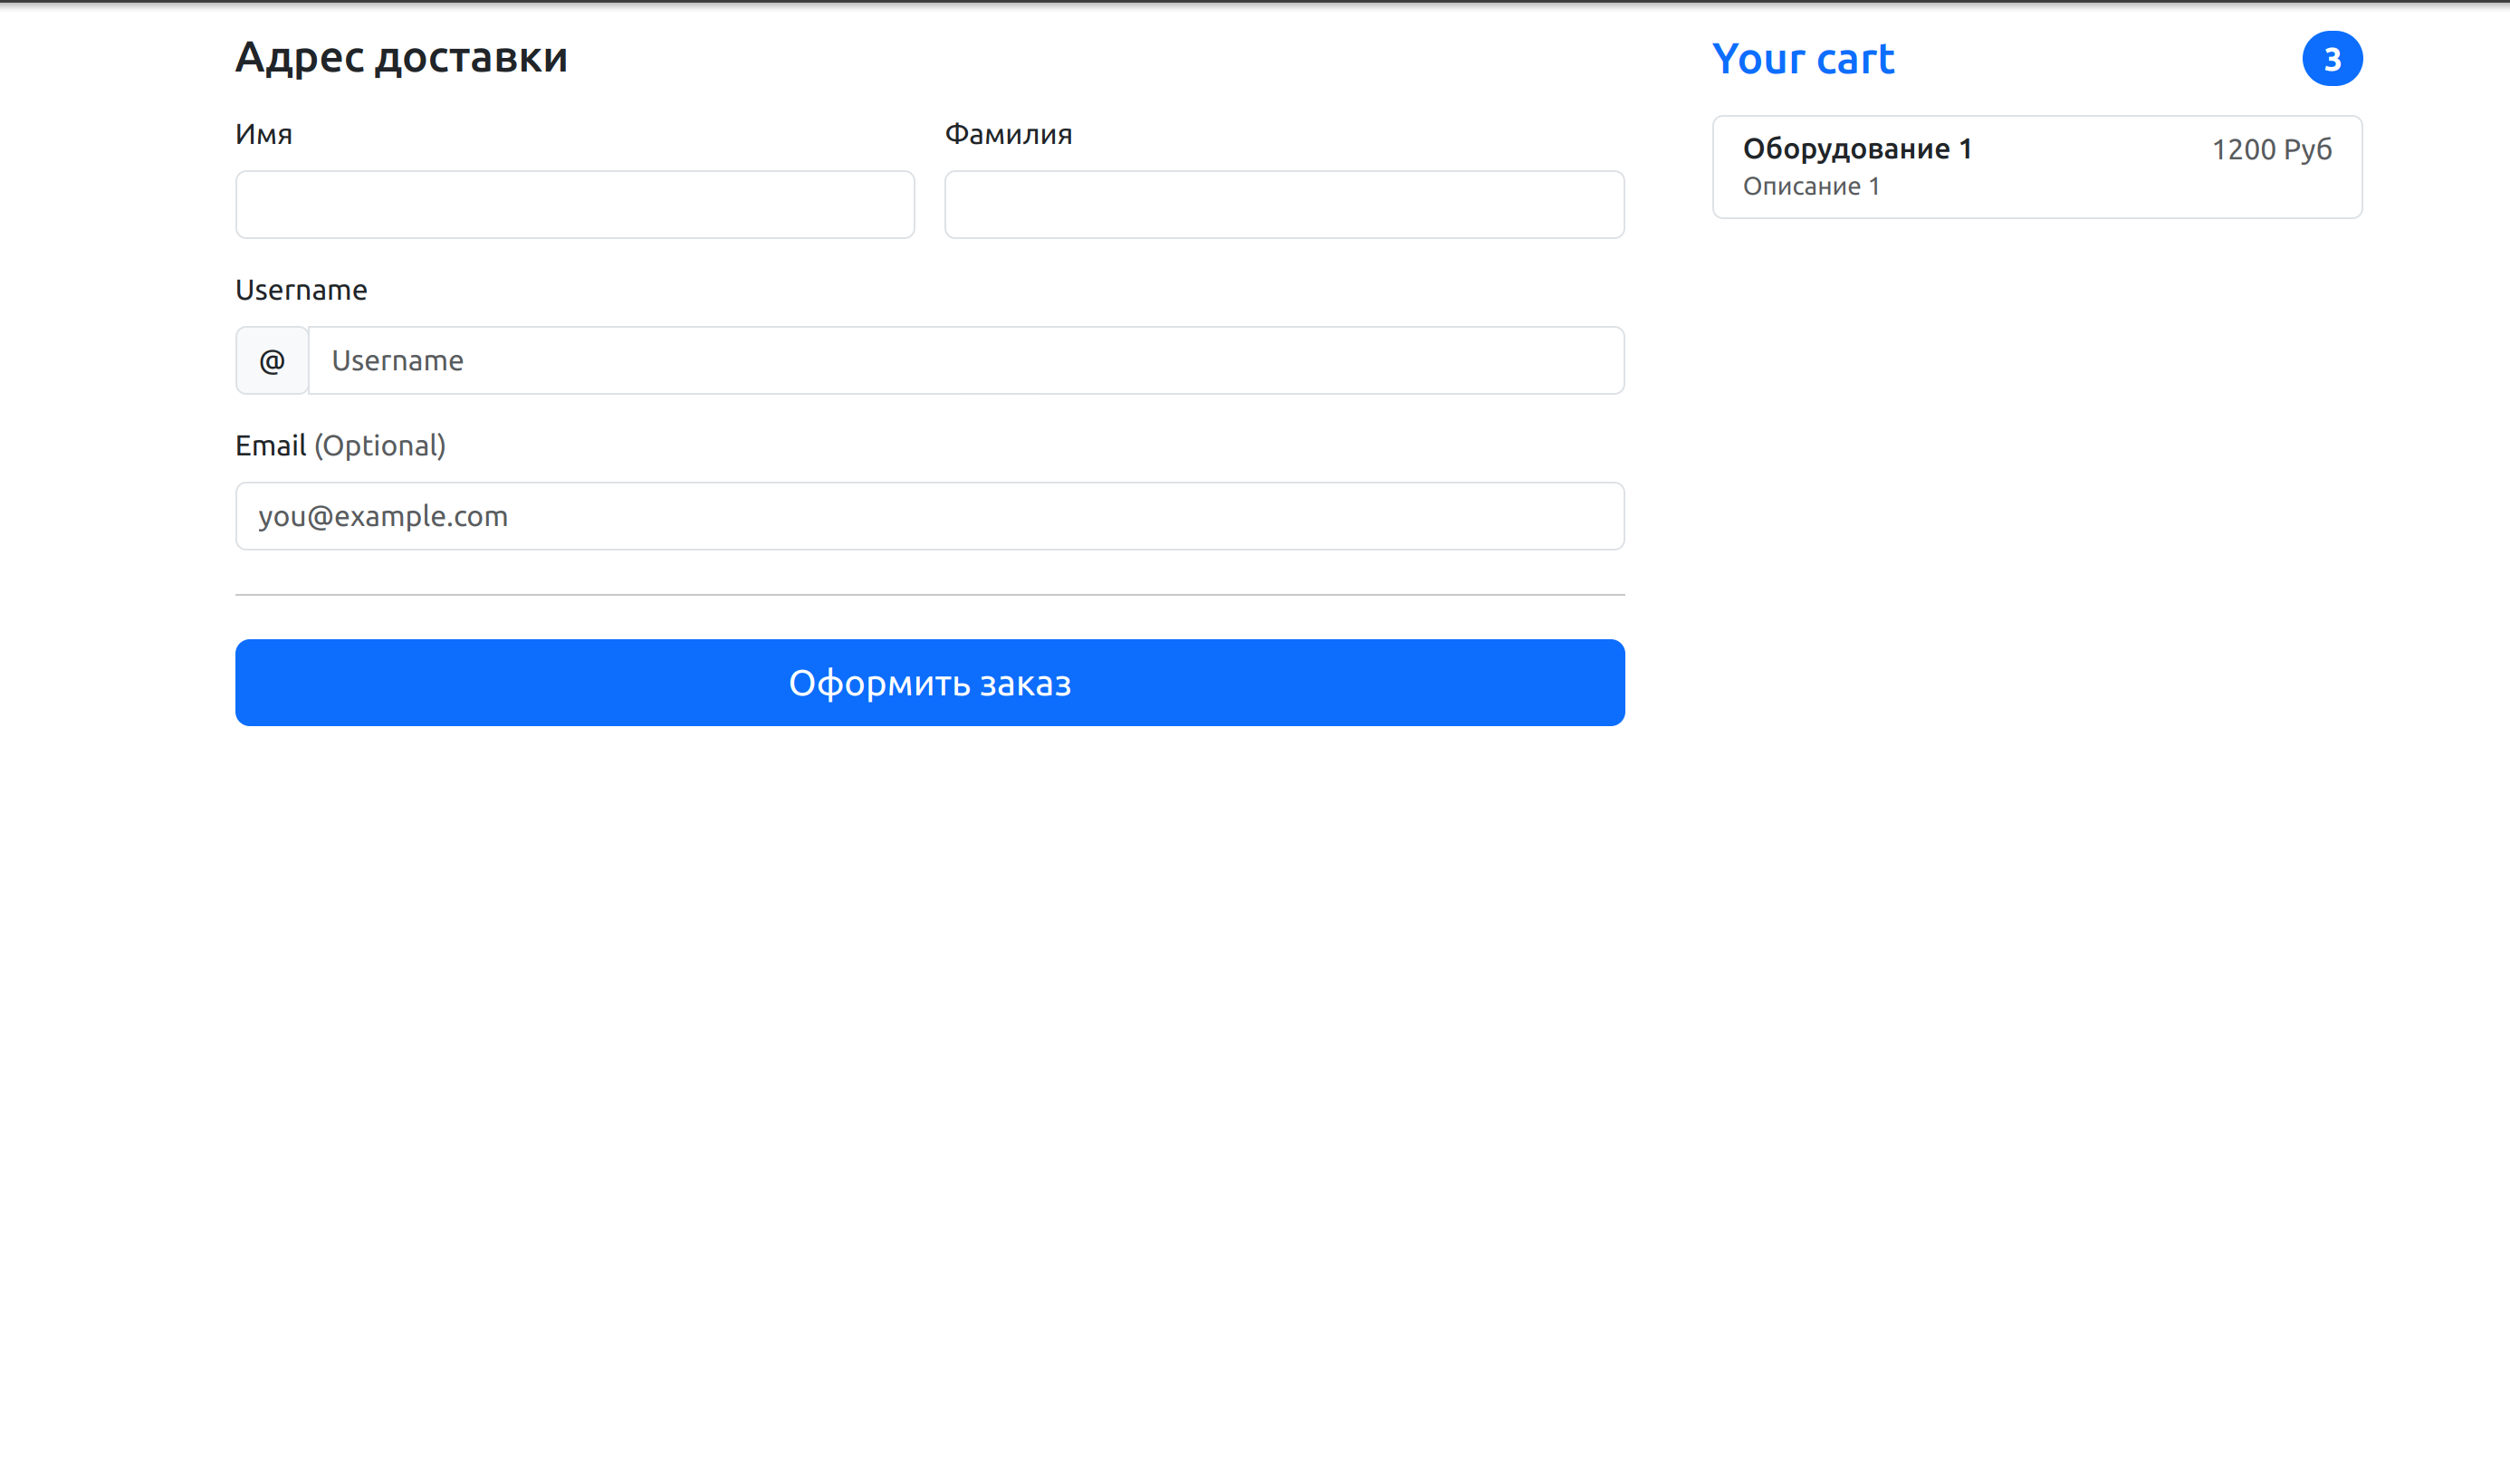 Адрес доставки
Имя
Фамилия
Username
@ Username
Email (Optional)
you@example.com
Оформить заказ
Your cart 3
Оборудование 1 1200 Руб
Описание 1